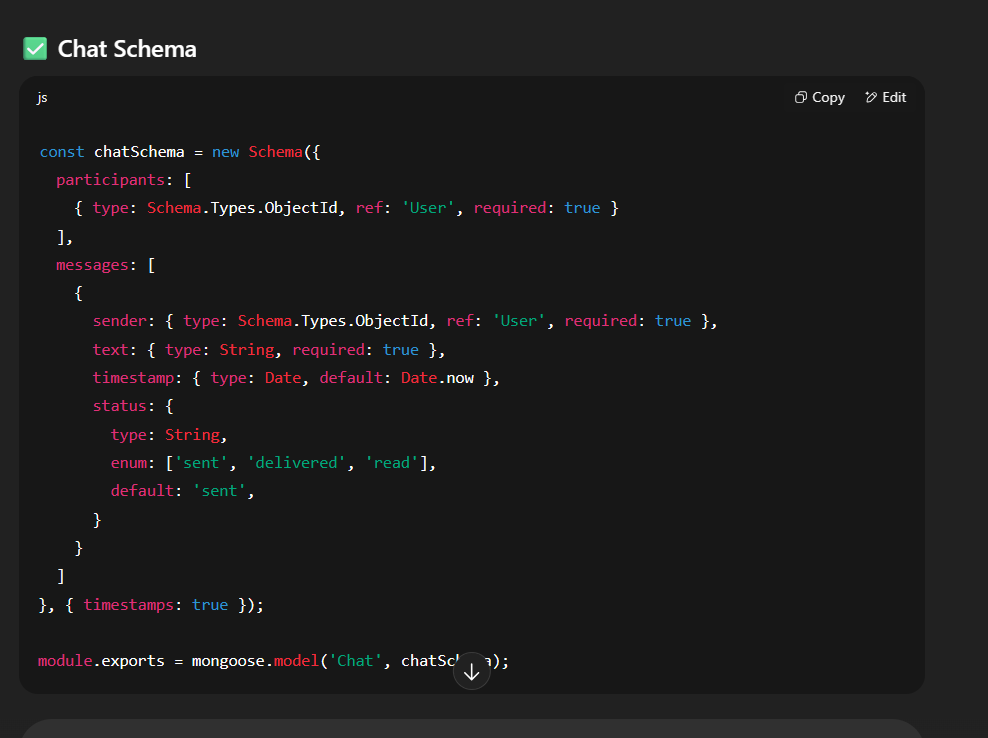 ✅ Chat Schema
js
Copy Edit
const chatSchema = new Schema({
  participants: [
    { type: Schema.Types.ObjectId, ref: 'User', required: true }
  ],
  messages: [
    {
      sender: { type: Schema.Types.ObjectId, ref: 'User', required: true },
      text: { type: String, required: true },
      timestamp: { type: Date, default: Date.now },
      status: {
        type: String,
        enum: ['sent', 'delivered', 'read'],
        default: 'sent',
      }
    }
  ]
}, { timestamps: true });
module.exports = mongoose.model('Chat', chatSchema);